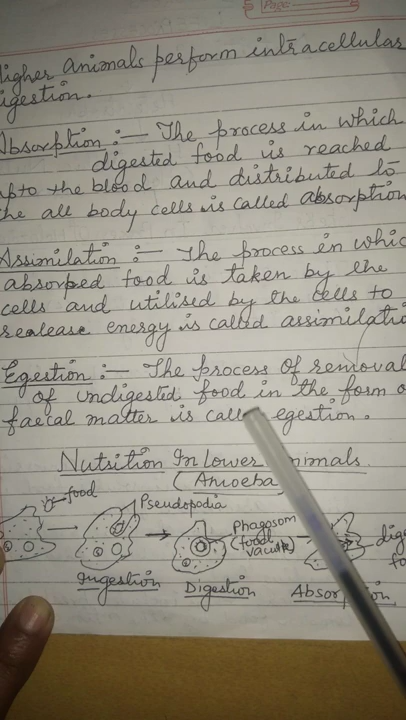 Page:
Higher animals perform intracellular
digestion.
Absorption :— The process in which
digested food is reached
upto the blood and distributed to
the all body cells is called absorption
Assimilation :— The process in which
absorped food is taken by the
cells and utilised by the cells to
realease energy is called assimilation
Egestion :— The process of removal
of undigested food in the form of
faecal matter is called egestion.
Nutrition In Lower Animals.
(Amoeba
food
Pseudopodia
Phagosom
(food
vacuole)
Ingestion
Digestion
Absorption